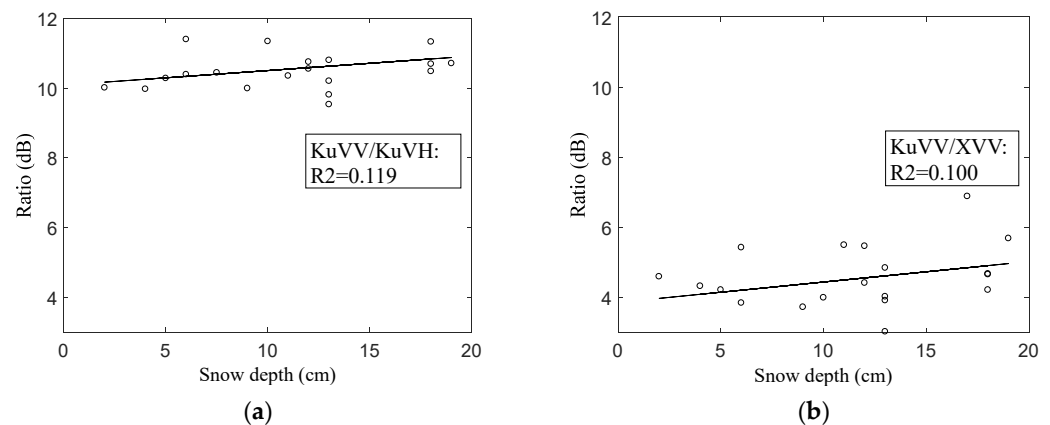 12
10
8
6
4
Ratio (dB)
KuVV/KuVH:
R2=0.119
0 5 10 15 20
Snow depth (cm)
(a)
12
10
8
6
4
Ratio (dB)
KuVV/XVV:
R2=0.100
0 5 10 15 20
Snow depth (cm)
(b)